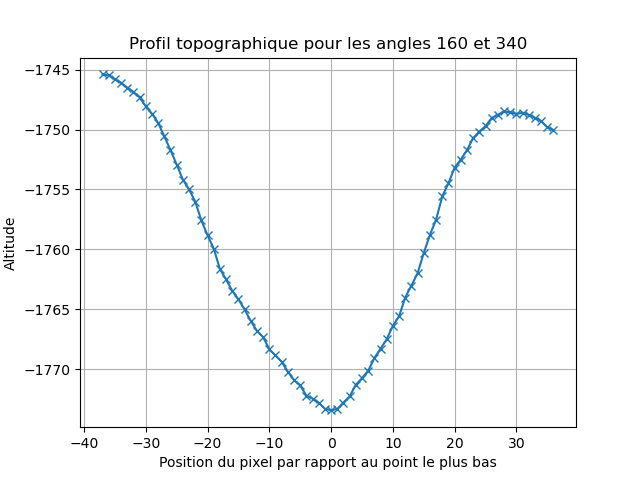 Profil topographique pour les angles 160 et 340
−1745
−1750
−1755
−1760
−1765
−1770
Altitude
−40 −30 −20 −10 0 10 20 30
Position du pixel par rapport au point le plus bas